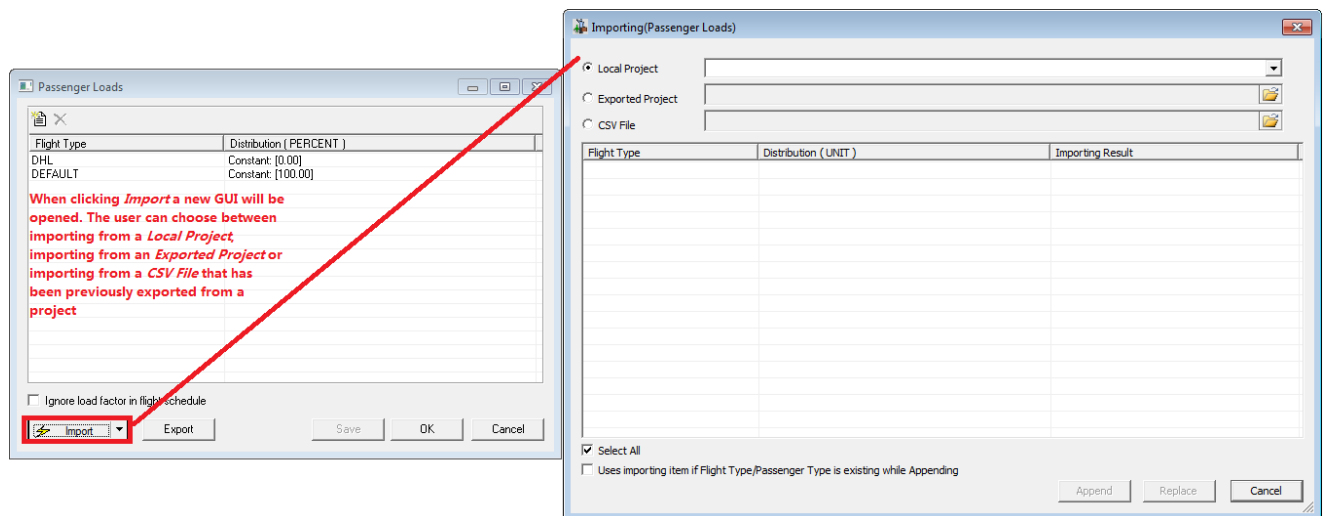 Passenger Loads
Flight Type Distribution ( PERCENT )
DHL Constant: [0.00]
DEFAULT Constant: [100.00]
When clicking Import a new GUI will be
opened. The user can choose between
importing from a Local Project,
importing from an Exported Project or
importing from a CSV File that has
been previously exported from a
project
Ignore load factor in flight schedule
Import Export Save OK Cancel
Importing(Passenger Loads)
Local Project
Exported Project
CSV File
Flight Type Distribution ( UNIT ) Importing Result
Select All
Uses importing item if Flight Type/Passenger Type is existing while Appending
Append Replace Cancel